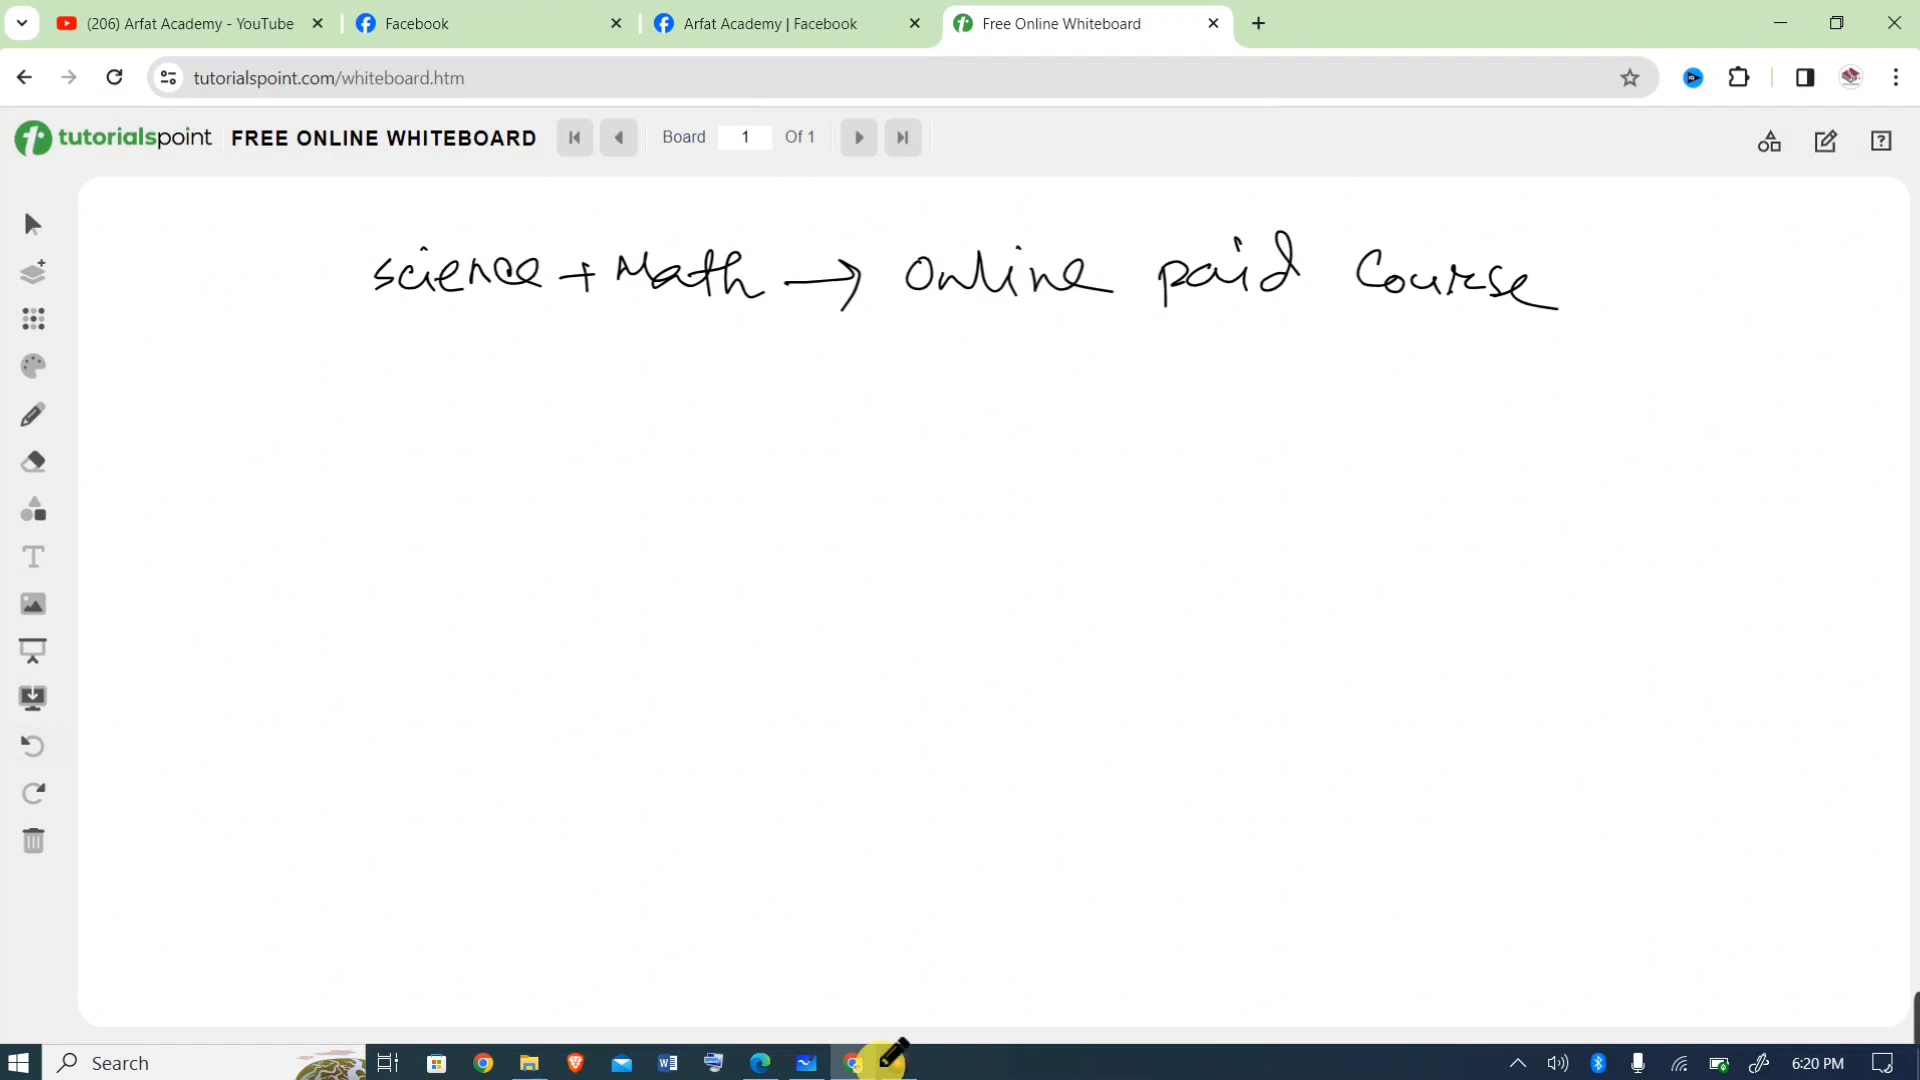 (206) Arfat Academy - YouTube Facebook Arfat Academy | Facebook Free Online Whiteboard
tutorialspoint.com/whiteboard.htm
tutorialspoint FREE ONLINE WHITEBOARD Board 1 Of 1
science + Math → Online paid Course
Search 6:20 PM